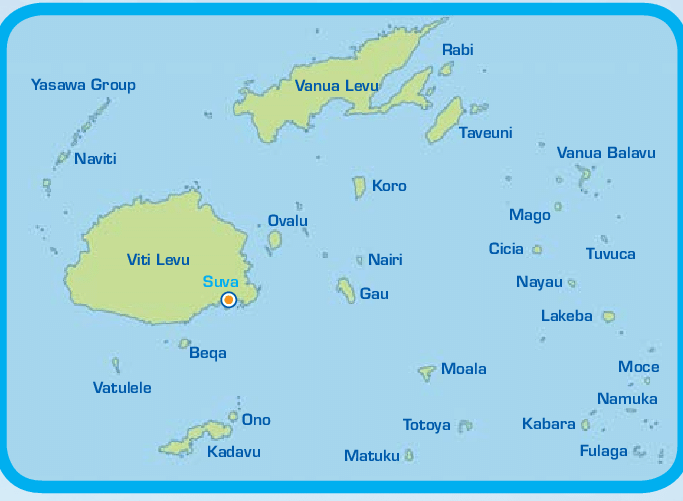 Rabi
Yasawa Group
Vanua Levu
Taveuni
Naviti
Vanua Balavu
Koro
Mago
Ovalu
Cicia
Tuvuca
Viti Levu
Nairi
Suva
Nayau
Gau
Lakeba
Beqa
Moala
Moce
Vatulele
Namuka
Ono
Totoya
Kabara
Kadavu
Matuku
Fulaga